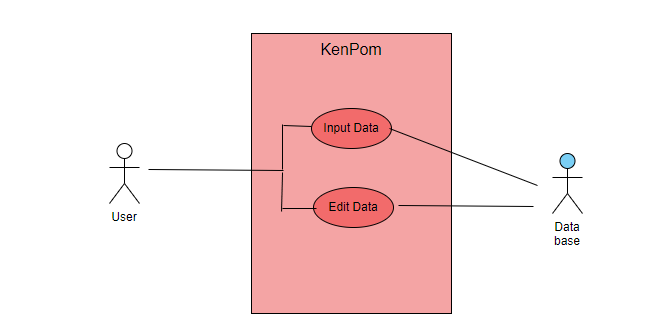 KenPom
Input Data
Edit Data
User
Data
base